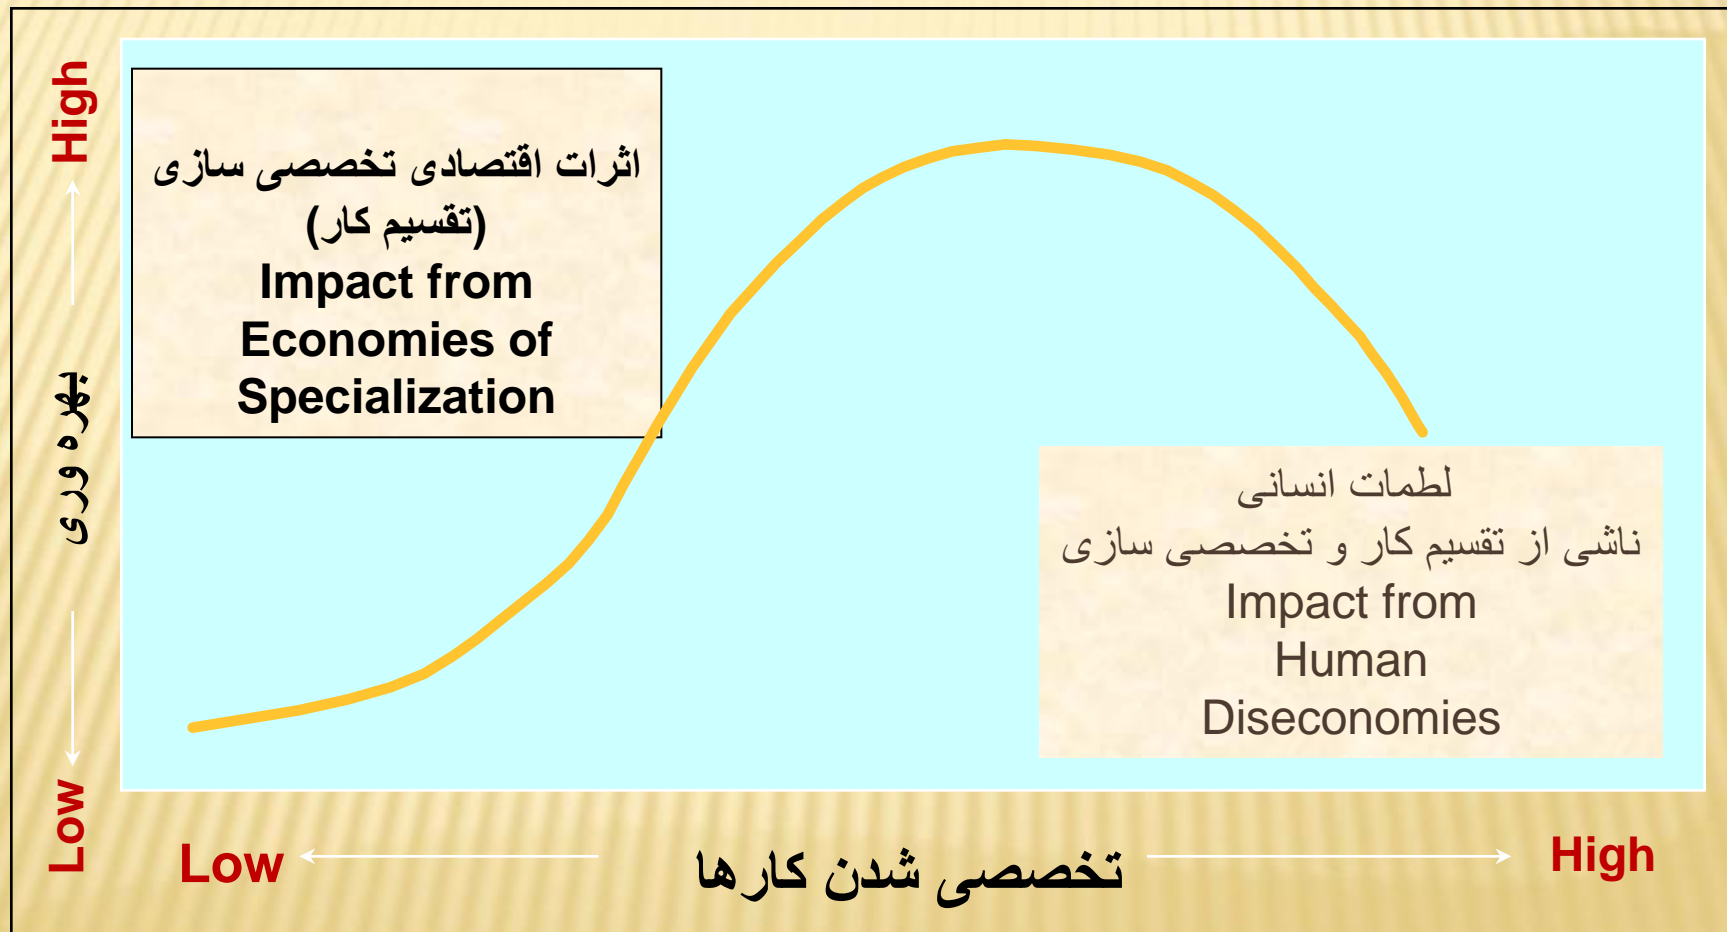 High
اثرات اقتصادی تخصصی سازی
(تقسیم کار)
Impact from
Economies of
Specialization
بهره وری
لطمات انسانی
ناشی از تقسیم کار و تخصصی سازی
Impact from
Human
Diseconomies
Low
Low
تخصصی شدن کارها
High